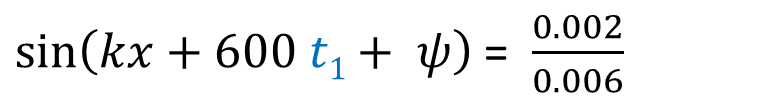 sin(kx + 600 t₁ + ψ) = 0.002/0.006